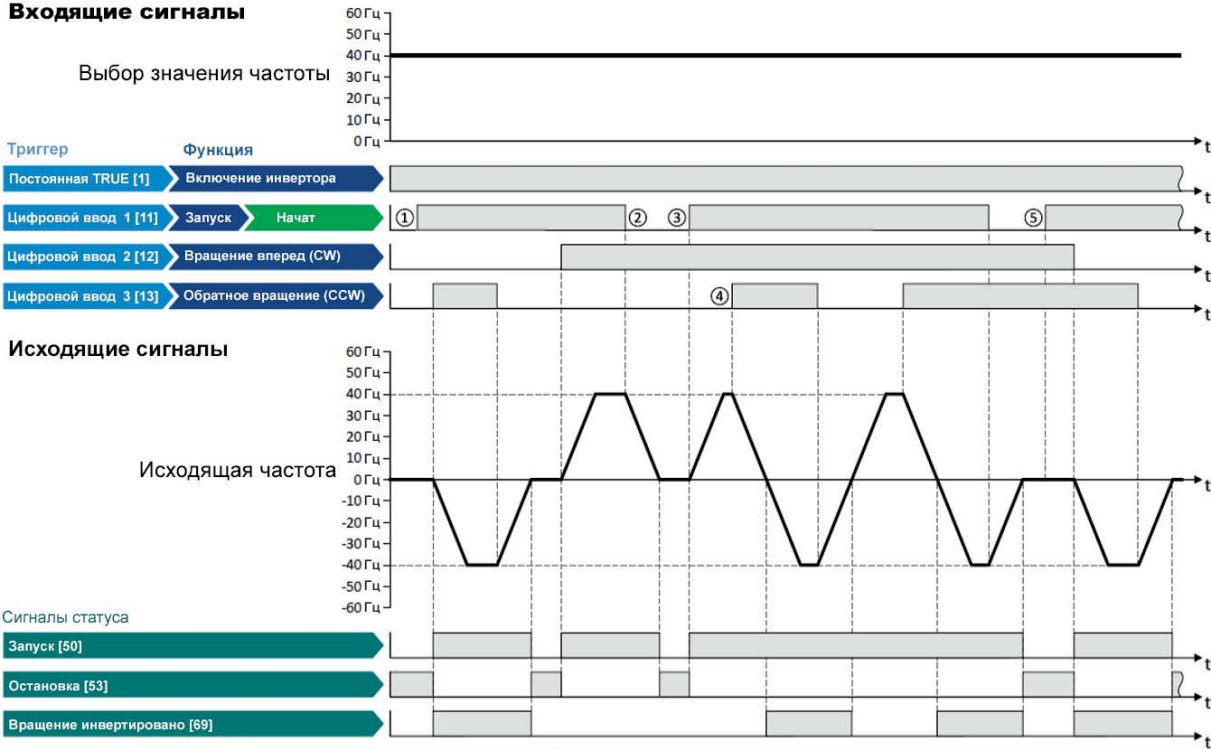 Входящие сигналы
Выбор значения частоты
60 Гц
50 Гц
40 Гц
30 Гц
20 Гц
10 Гц
0 Гц
t
Триггер Функция
Постоянная TRUE [1] Включение инвертора
t
Цифровой ввод 1 [11] Запуск Начат ① ② ③ ⑤
t
Цифровой ввод 2 [12] Вращение вперед (CW)
t
Цифровой ввод 3 [13] Обратное вращение (CCW) ④
t
Исходящие сигналы
60 Гц
50 Гц
40 Гц
30 Гц
20 Гц
10 Гц
Исходящая частота
0 Гц
t
-10 Гц
-20 Гц
-30 Гц
-40 Гц
-50 Гц
-60 Гц
Сигналы статуса
Запуск [50]
t
Остановка [53]
t
Вращение инвертировано [69]
t